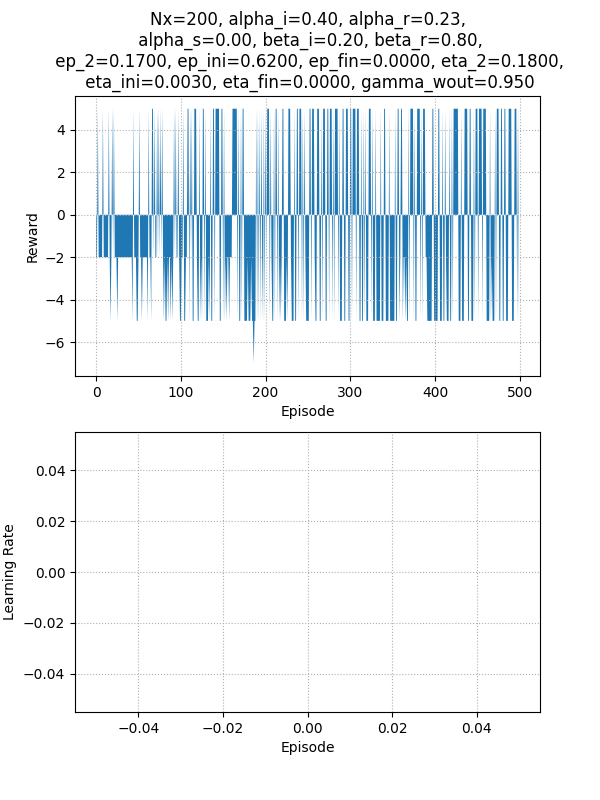 Nx=200, alpha_i=0.40, alpha_r=0.23,
alpha_s=0.00, beta_i=0.20, beta_r=0.80,
ep_2=0.1700, ep_ini=0.6200, ep_fin=0.0000, eta_2=0.1800,
eta_ini=0.0030, eta_fin=0.0000, gamma_wout=0.950
4
2
0
−2
−4
−6
Reward
0 100 200 300 400 500
Episode
0.04
0.02
0.00
−0.02
−0.04
Learning Rate
−0.04 −0.02 0.00 0.02 0.04
Episode